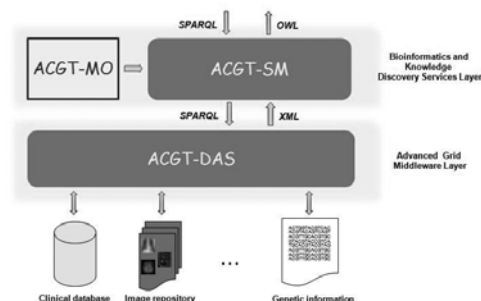 SPARQL OWL
ACGT-MO
ACGT-SM
Bioinformatics and
Knowledge
Discovery Services Layer
SPARQL XML
ACGT-DAS
Advanced Grid
Middleware Layer
...
Clinical database
Image repository
Genetic information